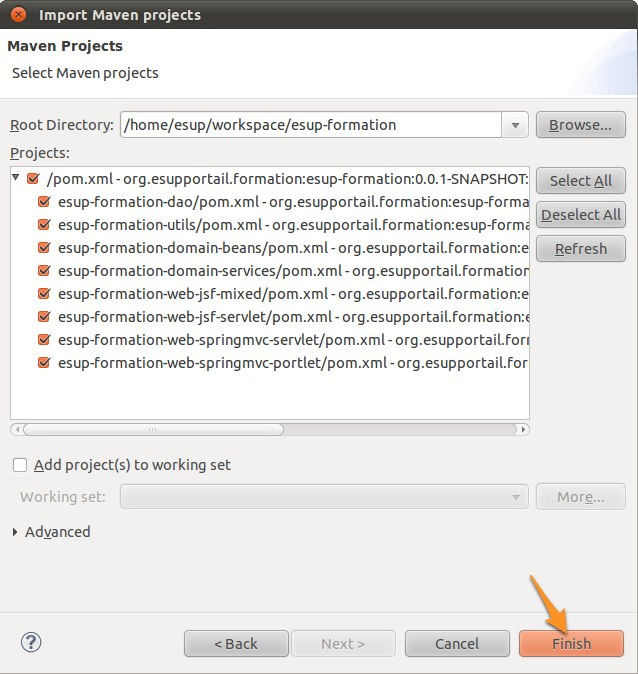 Import Maven projects
Maven Projects
Select Maven projects
Root Directory: /home/esup/workspace/esup-formation Browse...
Projects:
/pom.xml - org.esupportail.formation:esup-formation:0.0.1-SNAPSHOT: Select All
esup-formation-dao/pom.xml - org.esupportail.formation:esup-forma
Deselect All
esup-formation-utils/pom.xml - org.esupportail.formation:esup-forma
esup-formation-domain-beans/pom.xml - org.esupportail.formation:e Refresh
esup-formation-domain-services/pom.xml - org.esupportail.formation
esup-formation-web-jsf-mixed/pom.xml - org.esupportail.formation:e
esup-formation-web-jsf-servlet/pom.xml - org.esupportail.formation:
esup-formation-web-springmvc-servlet/pom.xml - org.esupportail.for
esup-formation-web-springmvc-portlet/pom.xml - org.esupportail.for
Add project(s) to working set
Working set: More...
Advanced
? < Back Next > Cancel Finish